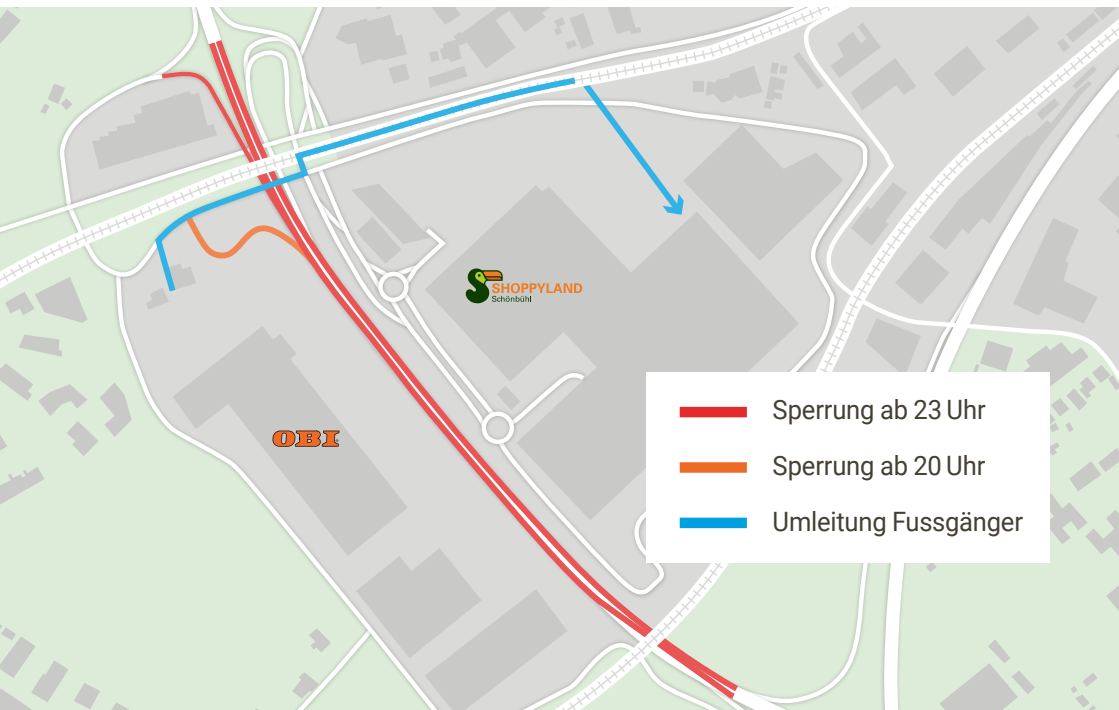 SHOPPYLAND
Schönbühl
OBI
Sperrung ab 23 Uhr
Sperrung ab 20 Uhr
Umleitung Fussgänger